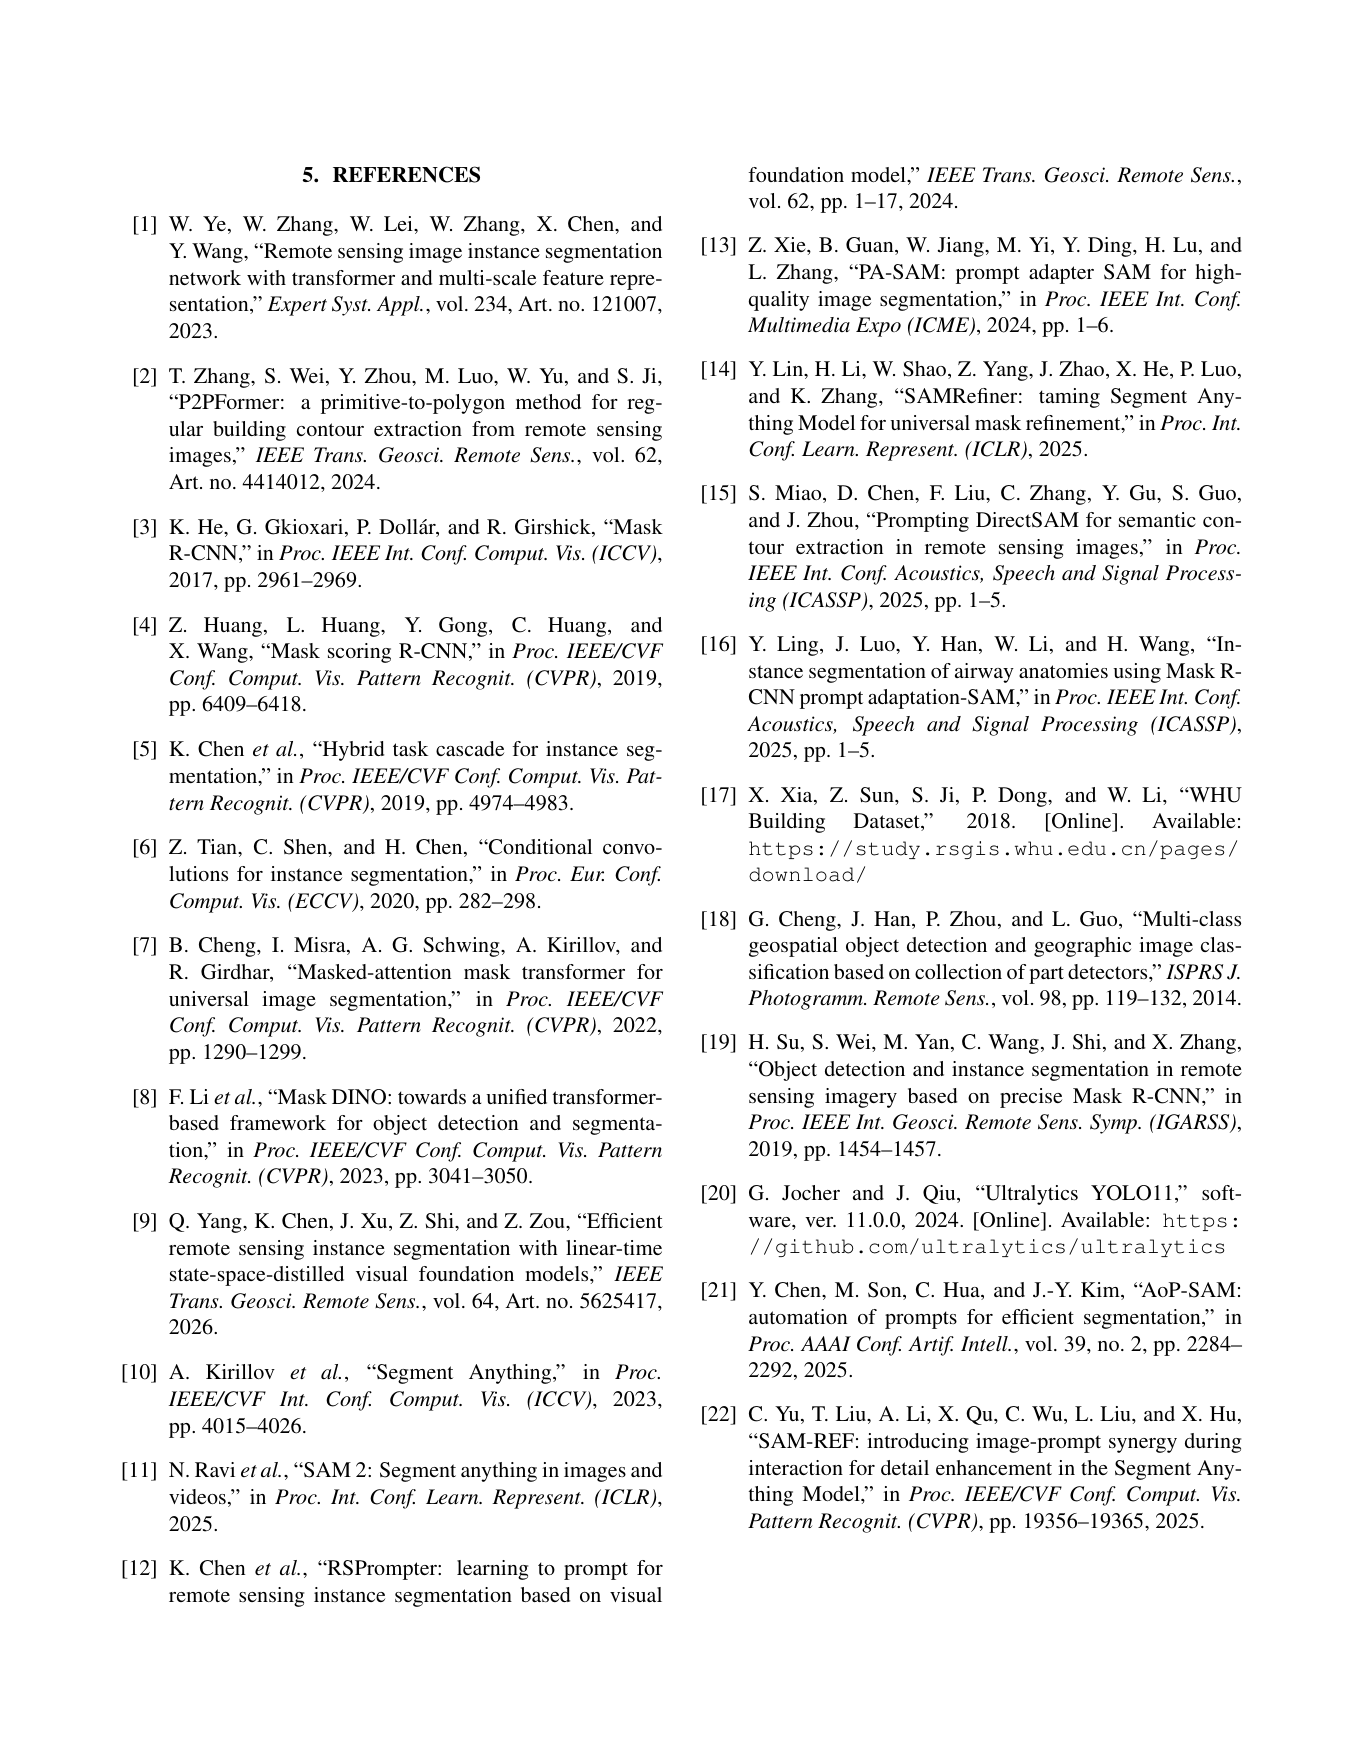 5. REFERENCES
[1] W. Ye, W. Zhang, W. Lei, W. Zhang, X. Chen, and
Y. Wang, “Remote sensing image instance segmentation
network with transformer and multi-scale feature repre-
sentation,” Expert Syst. Appl., vol. 234, Art. no. 121007,
2023.
[2] T. Zhang, S. Wei, Y. Zhou, M. Luo, W. Yu, and S. Ji,
“P2PFormer: a primitive-to-polygon method for reg-
ular building contour extraction from remote sensing
images,” IEEE Trans. Geosci. Remote Sens., vol. 62,
Art. no. 4414012, 2024.
[3] K. He, G. Gkioxari, P. Dollár, and R. Girshick, “Mask
R-CNN,” in Proc. IEEE Int. Conf. Comput. Vis. (ICCV),
2017, pp. 2961–2969.
[4] Z. Huang, L. Huang, Y. Gong, C. Huang, and
X. Wang, “Mask scoring R-CNN,” in Proc. IEEE/CVF
Conf. Comput. Vis. Pattern Recognit. (CVPR), 2019,
pp. 6409–6418.
[5] K. Chen et al., “Hybrid task cascade for instance seg-
mentation,” in Proc. IEEE/CVF Conf. Comput. Vis. Pat-
tern Recognit. (CVPR), 2019, pp. 4974–4983.
[6] Z. Tian, C. Shen, and H. Chen, “Conditional convo-
lutions for instance segmentation,” in Proc. Eur. Conf.
Comput. Vis. (ECCV), 2020, pp. 282–298.
[7] B. Cheng, I. Misra, A. G. Schwing, A. Kirillov, and
R. Girdhar, “Masked-attention mask transformer for
universal image segmentation,” in Proc. IEEE/CVF
Conf. Comput. Vis. Pattern Recognit. (CVPR), 2022,
pp. 1290–1299.
[8] F. Li et al., “Mask DINO: towards a unified transformer-
based framework for object detection and segmenta-
tion,” in Proc. IEEE/CVF Conf. Comput. Vis. Pattern
Recognit. (CVPR), 2023, pp. 3041–3050.
[9] Q. Yang, K. Chen, J. Xu, Z. Shi, and Z. Zou, “Efficient
remote sensing instance segmentation with linear-time
state-space-distilled visual foundation models,” IEEE
Trans. Geosci. Remote Sens., vol. 64, Art. no. 5625417,
2026.
[10] A. Kirillov et al., “Segment Anything,” in Proc.
IEEE/CVF Int. Conf. Comput. Vis. (ICCV), 2023,
pp. 4015–4026.
[11] N. Ravi et al., “SAM 2: Segment anything in images and
videos,” in Proc. Int. Conf. Learn. Represent. (ICLR),
2025.
[12] K. Chen et al., “RSPrompter: learning to prompt for
remote sensing instance segmentation based on visual
foundation model,” IEEE Trans. Geosci. Remote Sens.,
vol. 62, pp. 1–17, 2024.
[13] Z. Xie, B. Guan, W. Jiang, M. Yi, Y. Ding, H. Lu, and
L. Zhang, “PA-SAM: prompt adapter SAM for high-
quality image segmentation,” in Proc. IEEE Int. Conf.
Multimedia Expo (ICME), 2024, pp. 1–6.
[14] Y. Lin, H. Li, W. Shao, Z. Yang, J. Zhao, X. He, P. Luo,
and K. Zhang, “SAMRefiner: taming Segment Any-
thing Model for universal mask refinement,” in Proc. Int.
Conf. Learn. Represent. (ICLR), 2025.
[15] S. Miao, D. Chen, F. Liu, C. Zhang, Y. Gu, S. Guo,
and J. Zhou, “Prompting DirectSAM for semantic con-
tour extraction in remote sensing images,” in Proc.
IEEE Int. Conf. Acoustics, Speech and Signal Process-
ing (ICASSP), 2025, pp. 1–5.
[16] Y. Ling, J. Luo, Y. Han, W. Li, and H. Wang, “In-
stance segmentation of airway anatomies using Mask R-
CNN prompt adaptation-SAM,” in Proc. IEEE Int. Conf.
Acoustics, Speech and Signal Processing (ICASSP),
2025, pp. 1–5.
[17] X. Xia, Z. Sun, S. Ji, P. Dong, and W. Li, “WHU
Building Dataset,” 2018. [Online]. Available:
https://study.rsgis.whu.edu.cn/pages/
download/
[18] G. Cheng, J. Han, P. Zhou, and L. Guo, “Multi-class
geospatial object detection and geographic image clas-
sification based on collection of part detectors,” ISPRS J.
Photogramm. Remote Sens., vol. 98, pp. 119–132, 2014.
[19] H. Su, S. Wei, M. Yan, C. Wang, J. Shi, and X. Zhang,
“Object detection and instance segmentation in remote
sensing imagery based on precise Mask R-CNN,” in
Proc. IEEE Int. Geosci. Remote Sens. Symp. (IGARSS),
2019, pp. 1454–1457.
[20] G. Jocher and J. Qiu, “Ultralytics YOLO11,” soft-
ware, ver. 11.0.0, 2024. [Online]. Available: https:
//github.com/ultralytics/ultralytics
[21] Y. Chen, M. Son, C. Hua, and J.-Y. Kim, “AoP-SAM:
automation of prompts for efficient segmentation,” in
Proc. AAAI Conf. Artif. Intell., vol. 39, no. 2, pp. 2284–
2292, 2025.
[22] C. Yu, T. Liu, A. Li, X. Qu, C. Wu, L. Liu, and X. Hu,
“SAM-REF: introducing image-prompt synergy during
interaction for detail enhancement in the Segment Any-
thing Model,” in Proc. IEEE/CVF Conf. Comput. Vis.
Pattern Recognit. (CVPR), pp. 19356–19365, 2025.